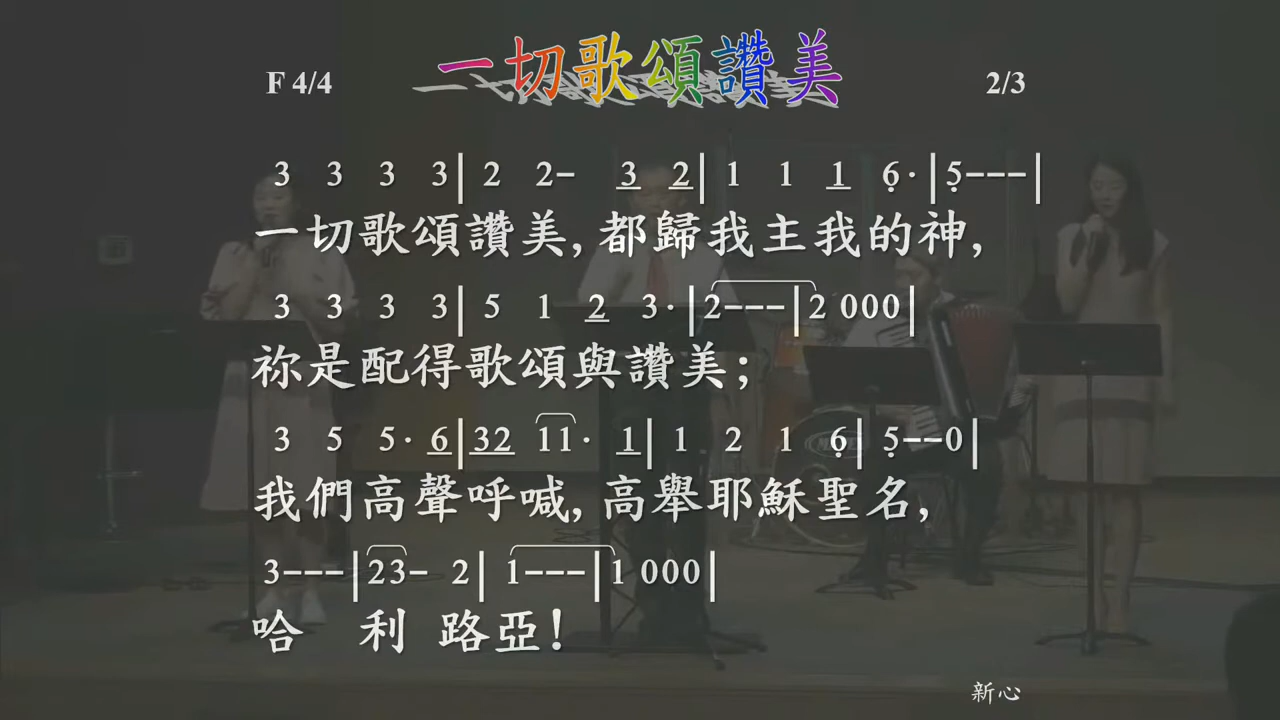 一切歌頌讚美
F 4/4
2/3
3 3 3 3| 2 2- 3 2| 1 1 1 6·|5---|
一切歌頌讚美, 都歸我主我的神,
3 3 3 3| 5 1 2 3·|2---|2 000|
祢是配得歌頌與讚美;
3 5 5· 6|32 11· 1| 1 2 1 6| 5--0|
我們高聲呼喊, 高舉耶穌聖名,
3---|23- 2| 1---|1 000|
哈 利 路亞!
新心